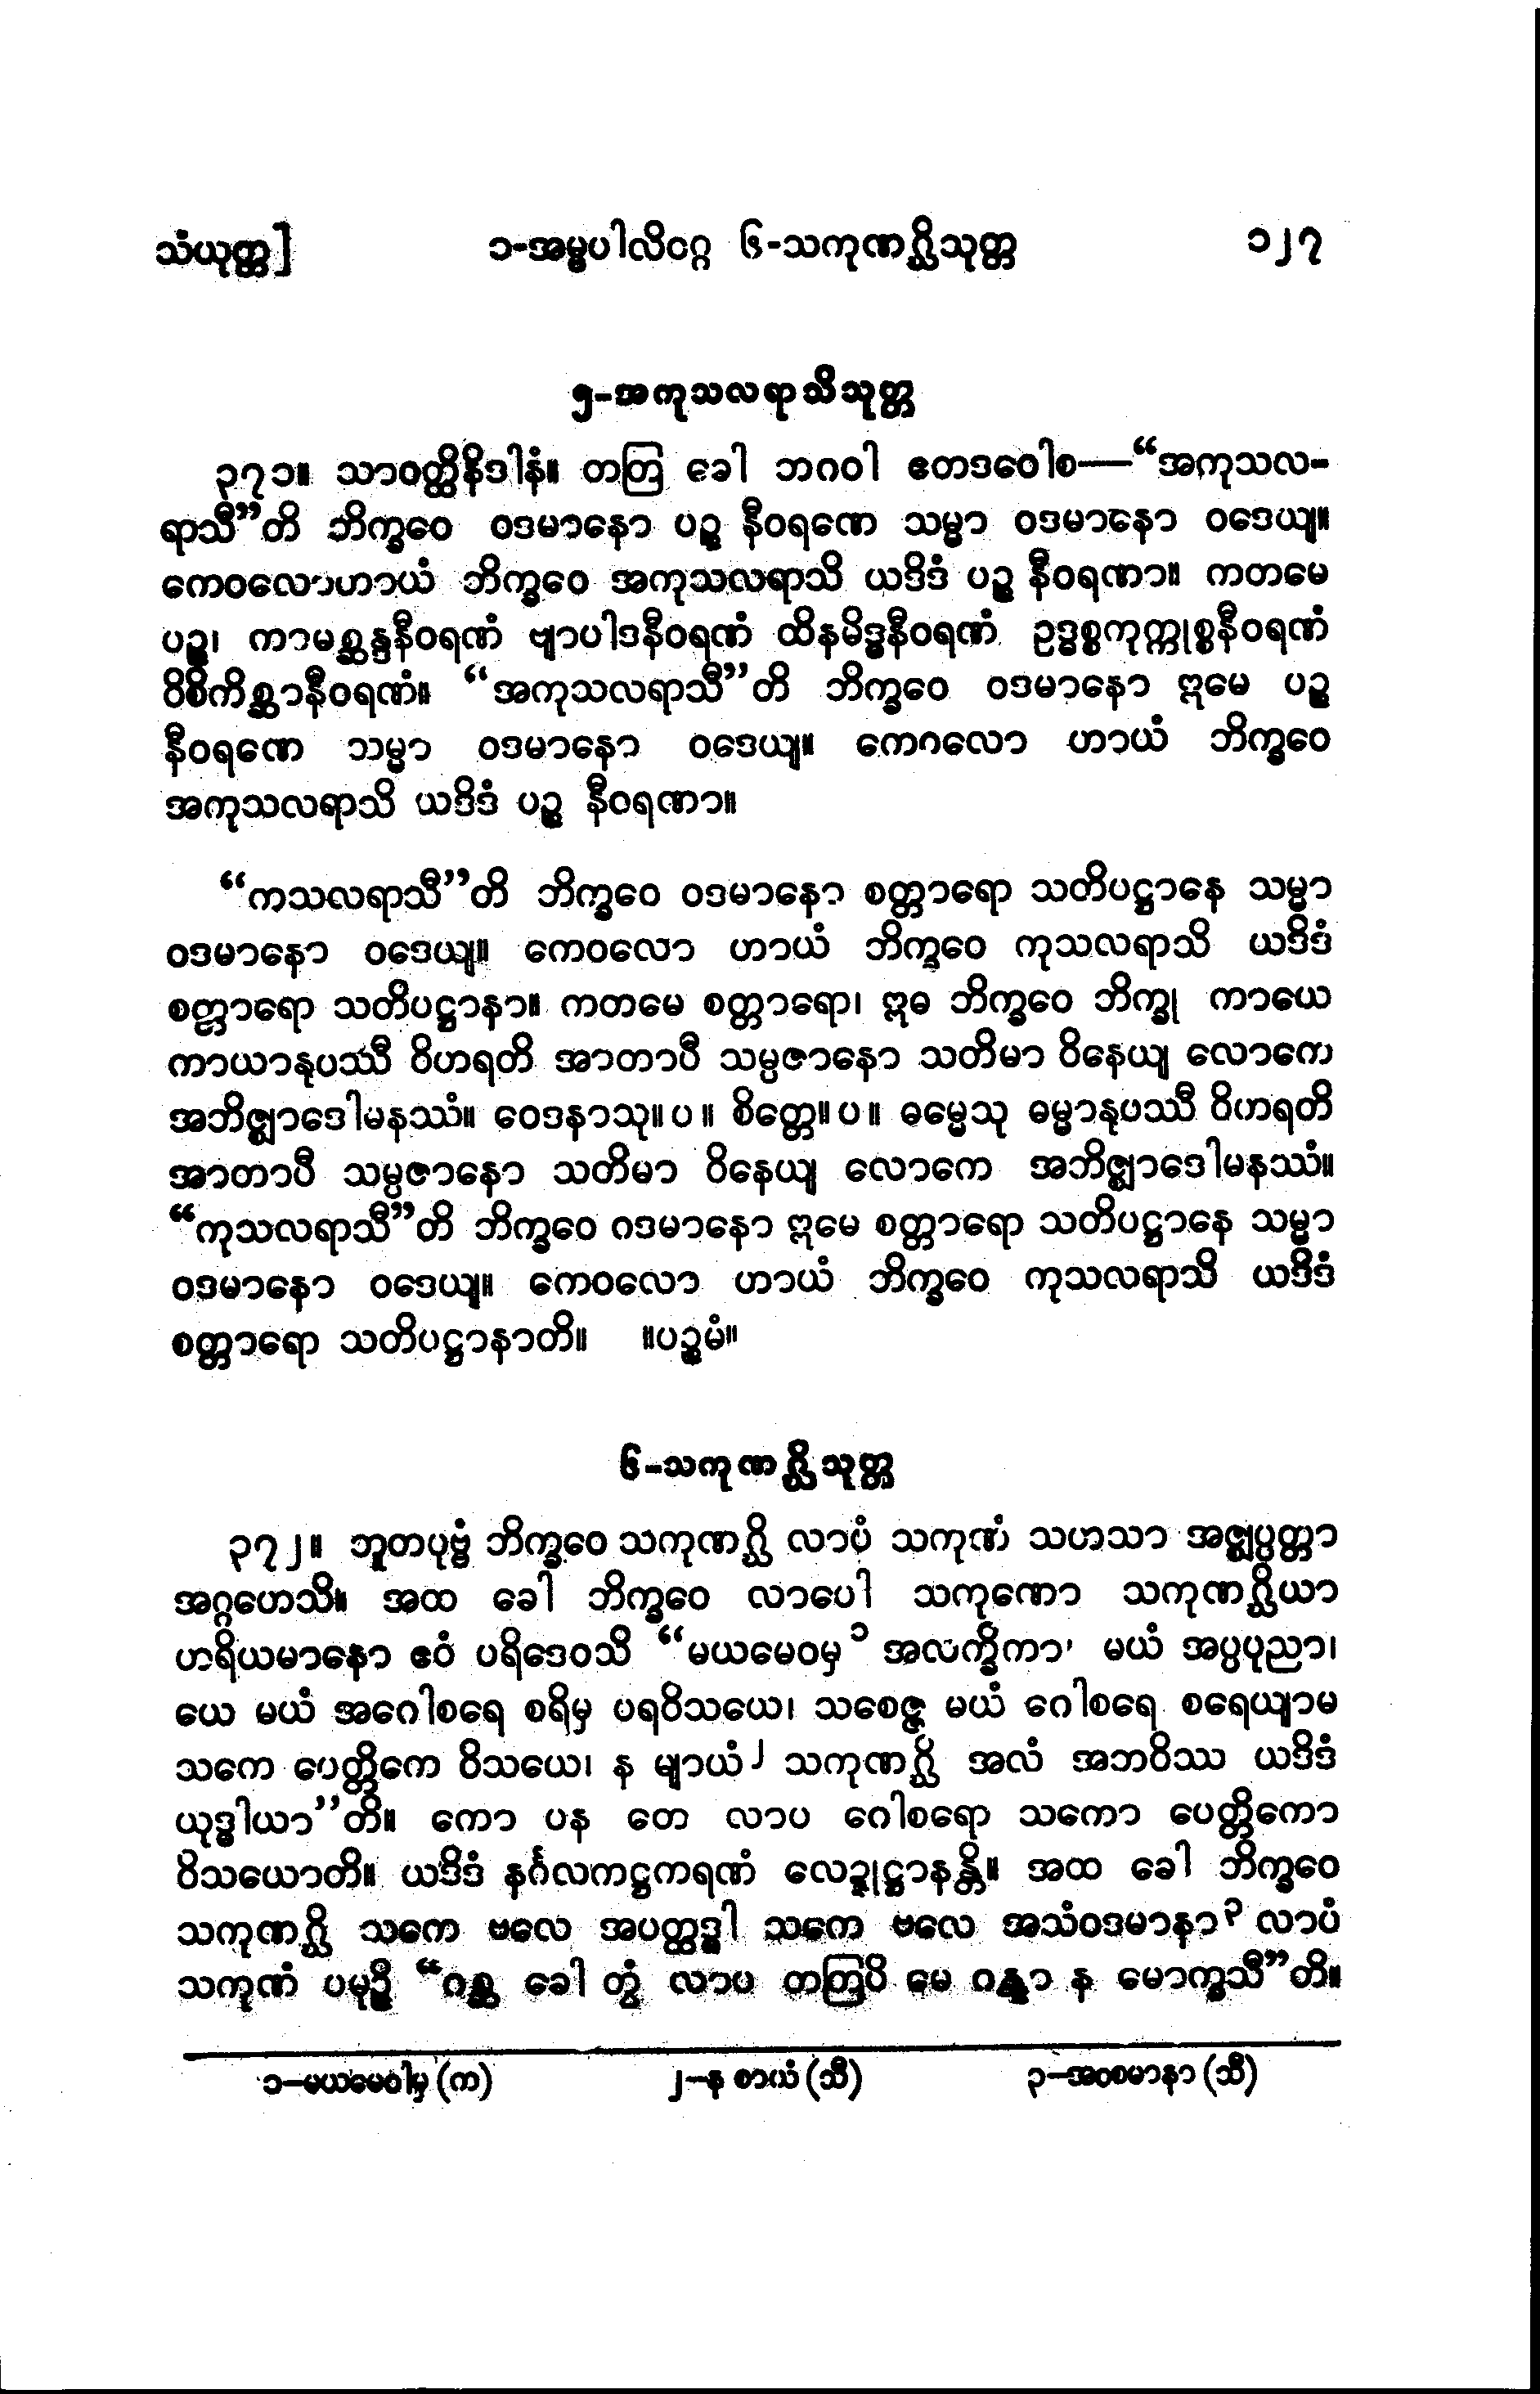 သံယုတ္တ] ၁-အမ္ဗပါလိဝဂ္ဂ ၆-သကုဏဂ္ဃိသုတ္တ ၁၂၇
၅-အကုသလရာသိသုတ္တ
၃၇၁။ သာဝတ္ထိနိဒါနံ။ တတြ ခေါ ဘဂဝါ ဧတဒဝေါစ—“အကုသလ-
ရာသီ”တိ ဘိက္ခဝေ ဝဒမာနော ပဉ္စ နီဝရဏေ သမ္မာ ဝဒမာနော ဝဒေယျ။
ကေဝလောဟာယံ ဘိက္ခဝေ အကုသလရာသိ ယဒိဒံ ပဉ္စ နီဝရဏာ။ ကတမေ
ပဉ္စ၊ ကာမစ္ဆန္ဒနီဝရဏံ ဗျာပါဒနီဝရဏံ ထိနမိဒ္ဓနီဝရဏံ ဥဒ္ဓစ္စကုက္ကုစ္စနီဝရဏံ
ဝိစိကိစ္ဆာနီဝရဏံ။ “အကုသလရာသီ”တိ ဘိက္ခဝေ ဝဒမာနော ဣမေ ပဉ္စ
နီဝရဏေ သမ္မာ ဝဒမာနော ဝဒေယျ။ ကေဂလော ဟာယံ ဘိက္ခဝေ
အကုသလရာသိ ယဒိဒံ ပဉ္စ နီဝရဏာ။
“ကသလရာသီ”တိ ဘိက္ခဝေ ဝဒမာနော စတ္တာရော သတိပဋ္ဌာနေ သမ္မာ
ဝဒမာနော ဝဒေယျ။ ကေဝလော ဟာယံ ဘိက္ခဝေ ကုသလရာသိ ယဒိဒံ
စတ္တာရော သတိပဋ္ဌာနာ။ ကတမေ စတ္တာရော၊ ဣဓ ဘိက္ခဝေ ဘိက္ခု ကာယေ
ကာယာနုပဿီ ဝိဟရတိ အာတာပီ သမ္ပဇာနော သတိမာ ဝိနေယျ လောကေ
အဘိဇ္ဈာဒေါမနဿံ။ ဝေဒနာသု။ပ။ စိတ္တေ။ပ။ ဓမ္မေသု ဓမ္မာနုပဿီ ဝိဟရတိ
အာတာပီ သမ္ပဇာနော သတိမာ ဝိနေယျ လောကေ အဘိဇ္ဈာဒေါမနဿံ။
“ကုသလရာသီ”တိ ဘိက္ခဝေ ဂဒမာနော ဣမေ စတ္တာရော သတိပဋ္ဌာနေ သမ္မာ
ဝဒမာနော ဝဒေယျ။ ကေဝလော ဟာယံ ဘိက္ခဝေ ကုသလရာသိ ယဒိဒံ
စတ္တာရော သတိပဋ္ဌာနာတိ။ ။ပဉ္စမံ။
၆-သကုဏဂ္ဃိသုတ္တ
၃၇၂။ ဘူတပုဗ္ဗံ ဘိက္ခဝေ သကုဏဂ္ဃိ လာပံ သကုဏံ သဟသာ အဇ္ဈပ္ပတ္တာ
အဂ္ဂဟေသိ။ အထ ခေါ ဘိက္ခဝေ လာပေါ သကုဏော သကုဏဂ္ဃိယာ
ဟရိယမာနော ဧဝံ ပရိဒေဝသိ “မယမေဝမှ၁ အလက္ခိကာ၊ မယံ အပ္ပပုညာ၊
ယေ မယံ အဂေါစရေ စရိမှ ပရဝိသယေ၊ သစေဇ္ဇ မယံ ဂေါစရေ စရေယျာမ
သကေ ပေတ္တိကေ ဝိသယေ၊ န မျာယံ၂ သကုဏဂ္ဃိ အလံ အဘဝိဿ ယဒိဒံ
ယုဒ္ဓါယာ”တိ။ ကော ပန တေ လာပ ဂေါစရော သကော ပေတ္တိကော
ဝိသယောတိ။ ယဒိဒံ နင်္ဂလကဋ္ဌကရဏံ လေဍ္ဍုဋ္ဌာနန္တိ။ အထ ခေါ ဘိက္ခဝေ
သကုဏဂ္ဃိ သကေ ဗလေ အပတ္ထဒ္ဓါ သကေ ဗလေ အသံဝဒမာနာ၃ လာပံ
သကုဏံ ပမုဉ္စိ “ဂစ္ဆ ခေါ တွံ လာပ တတြပိ မေ ဂန္တွာ န မောက္ခသီ”တိ။
၁–မယမေဝါမှ (က) ၂–န စာယံ (သီ) ၃–အဝစမာနာ (သီ)